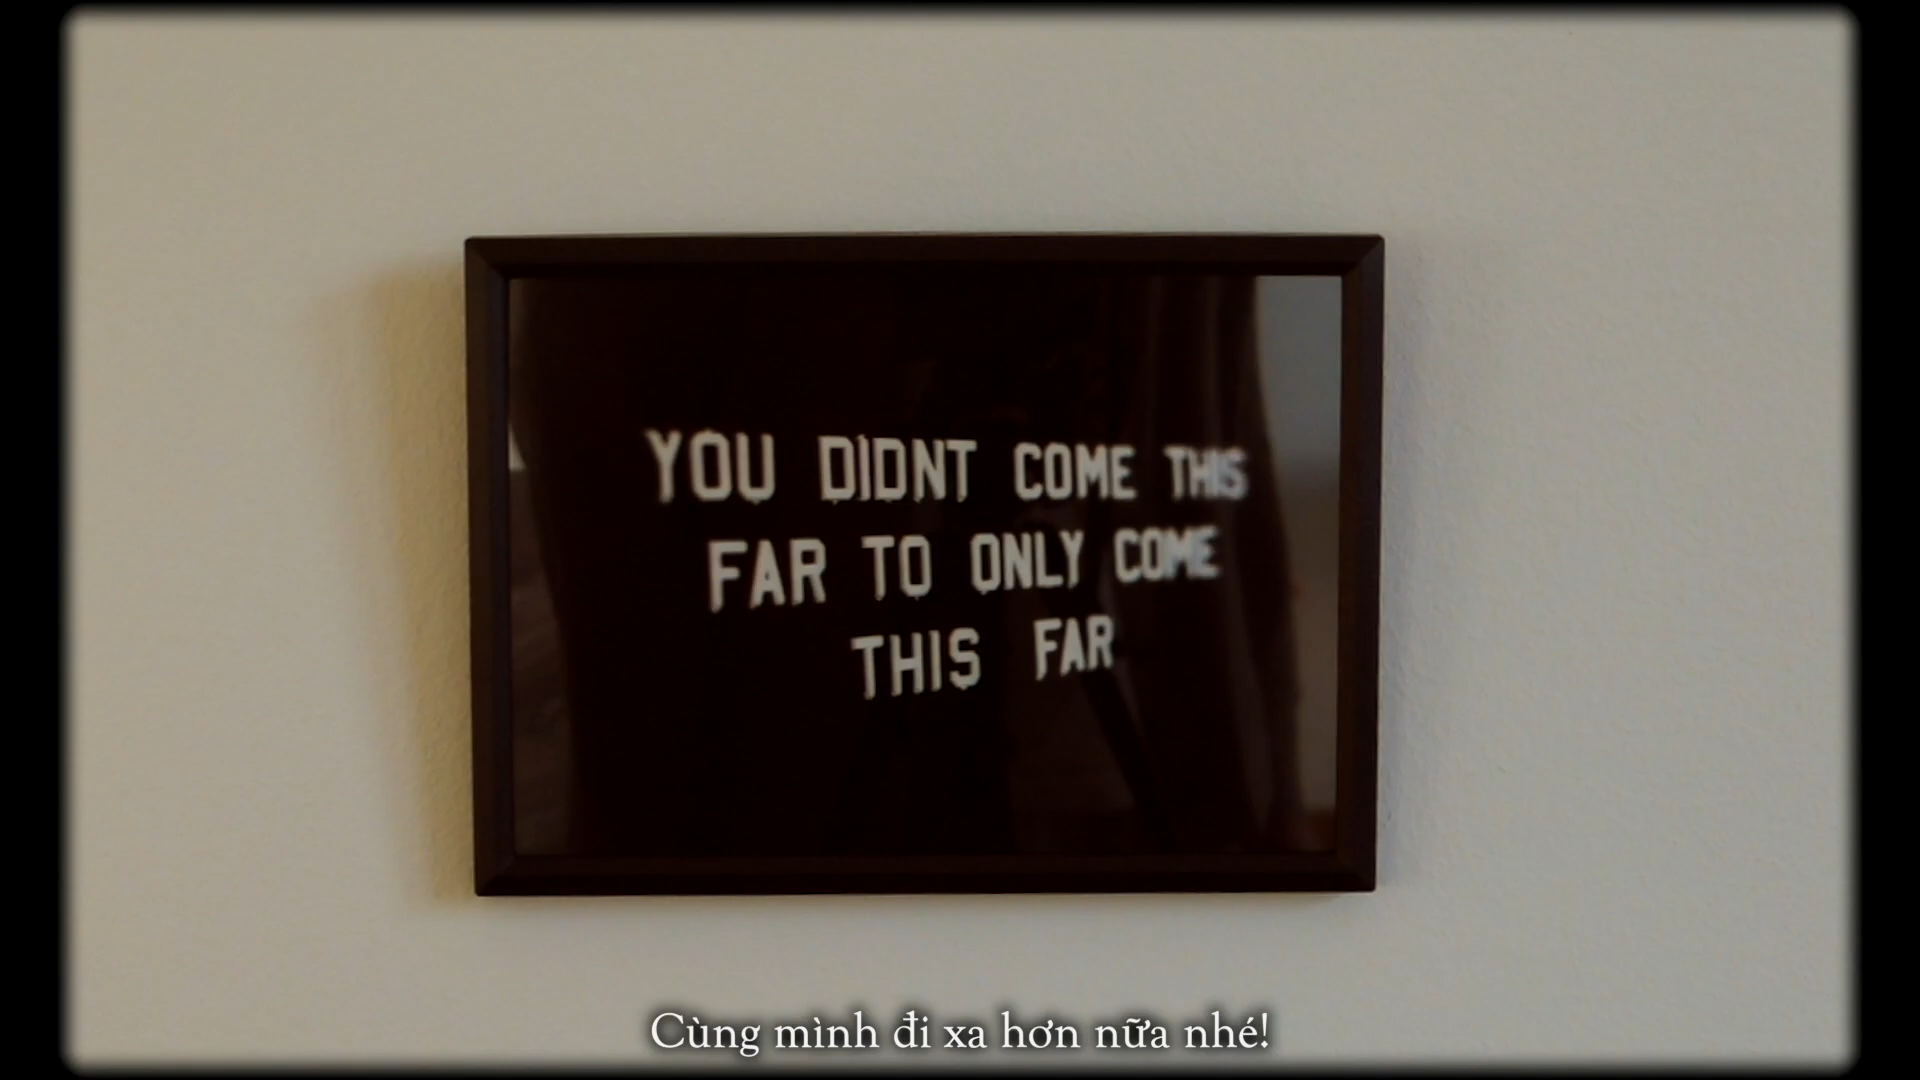 YOU DIDNT COME THIS
FAR TO ONLY COME
THIS FAR
Cùng mình đi xa hơn nữa nhé!